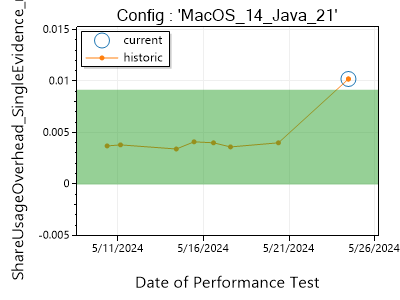 Config : 'MacOS_14_Java_21'
current
historic
0.015
0.01
0.005
0
-0.005
ShareUsageOverhead_SingleEvidence_
5/11/2024
5/16/2024
5/21/2024
5/26/2024
Date of Performance Test